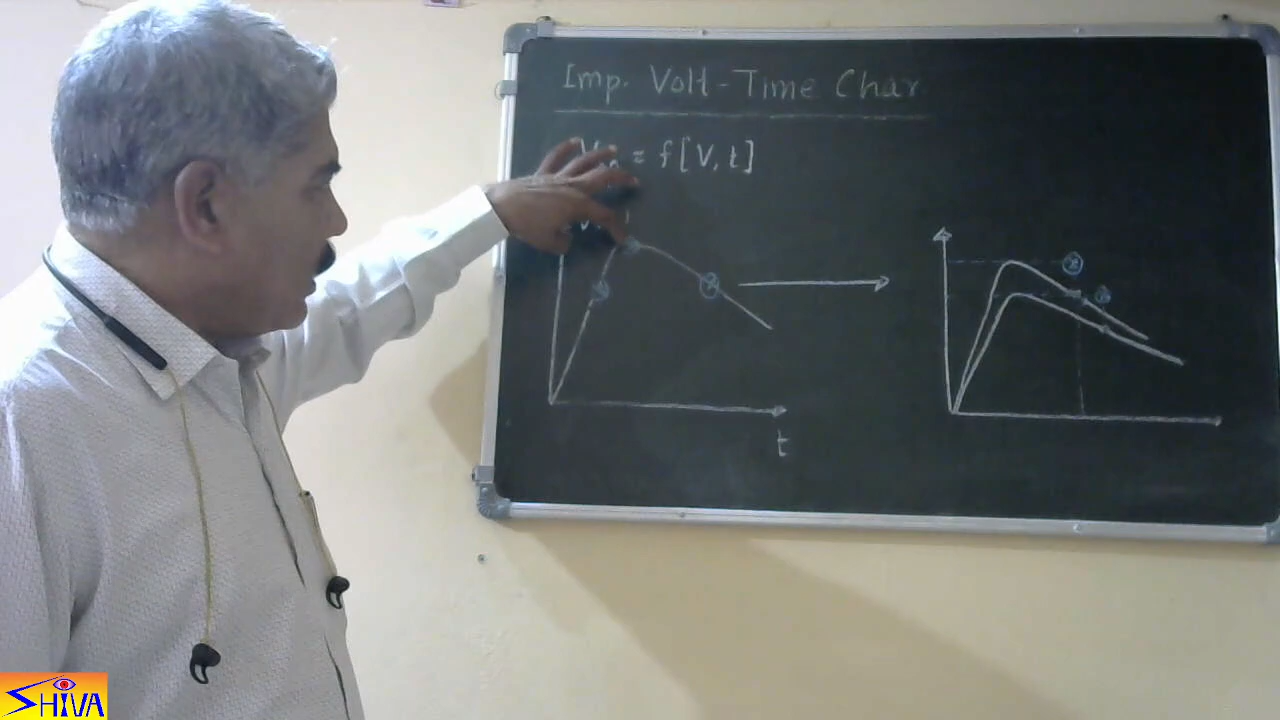 Imp. Volt-Time Char.
= f[V, t]
t
SHIVA